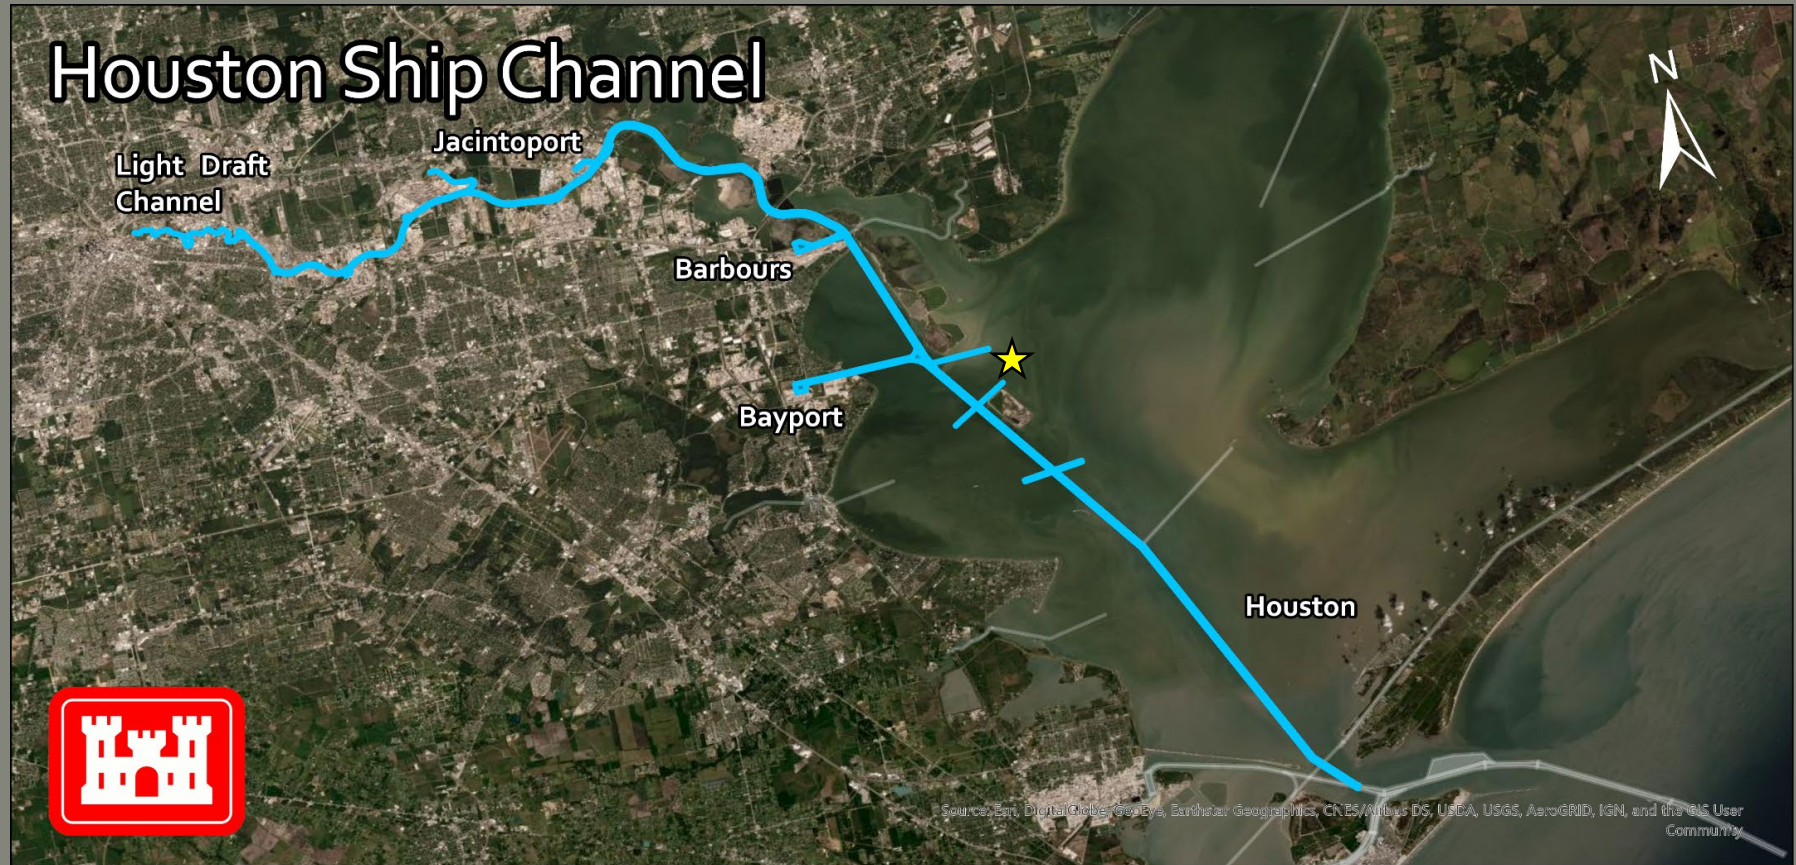 Houston Ship Channel
N
Jacintoport
Light Draft
Channel
Barbours
Bayport
Houston
Source: Esri, DigitalGlobe, GeoEye, Earthstar Geographics, CNES/Airbus DS, USDA, USGS, AeroGRID, IGN, and the GIS User
Community